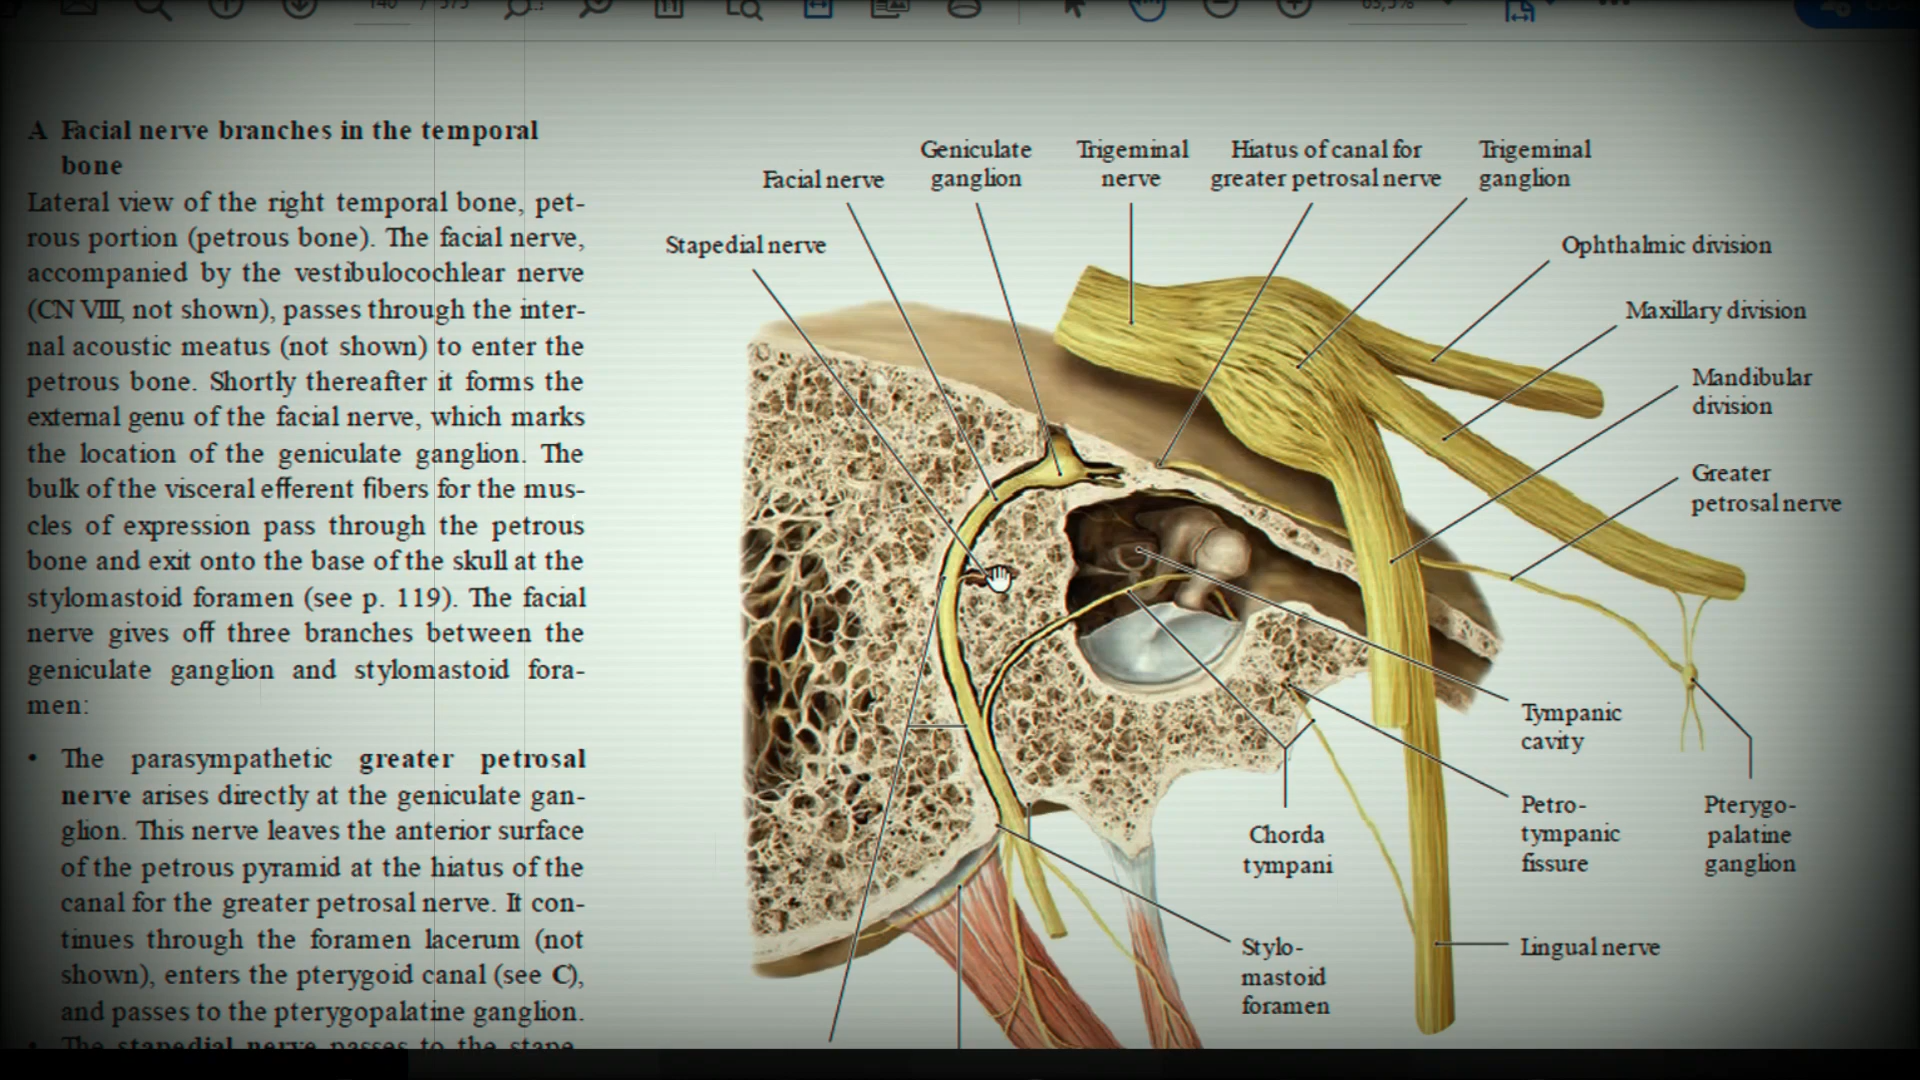 A Facial nerve branches in the temporal
bone
Lateral view of the right temporal bone, pet-
rous portion (petrous bone). The facial nerve,
accompanied by the vestibulocochlear nerve
(CN VIII, not shown), passes through the inter-
nal acoustic meatus (not shown) to enter the
petrous bone. Shortly thereafter it forms the
external genu of the facial nerve, which marks
the location of the geniculate ganglion. The
bulk of the visceral efferent fibers for the mus-
cles of expression pass through the petrous
bone and exit onto the base of the skull at the
stylomastoid foramen (see p. 119). The facial
nerve gives off three branches between the
geniculate ganglion and stylomastoid fora-
men:
• The parasympathetic greater petrosal
nerve arises directly at the geniculate gan-
glion. This nerve leaves the anterior surface
of the petrous pyramid at the hiatus of the
canal for the greater petrosal nerve. It con-
tinues through the foramen lacerum (not
shown), enters the pterygoid canal (see C),
and passes to the pterygopalatine ganglion.
• The stapedial nerve passes to the stape-
Stapedial nerve
Facial nerve
Geniculate
ganglion
Trigeminal
nerve
Hiatus of canal for
greater petrosal nerve
Trigeminal
ganglion
Ophthalmic division
Maxillary division
Mandibular
division
Greater
petrosal nerve
Tympanic
cavity
Petro-
tympanic
fissure
Pterygo-
palatine
ganglion
Chorda
tympani
Lingual nerve
Stylo-
mastoid
foramen